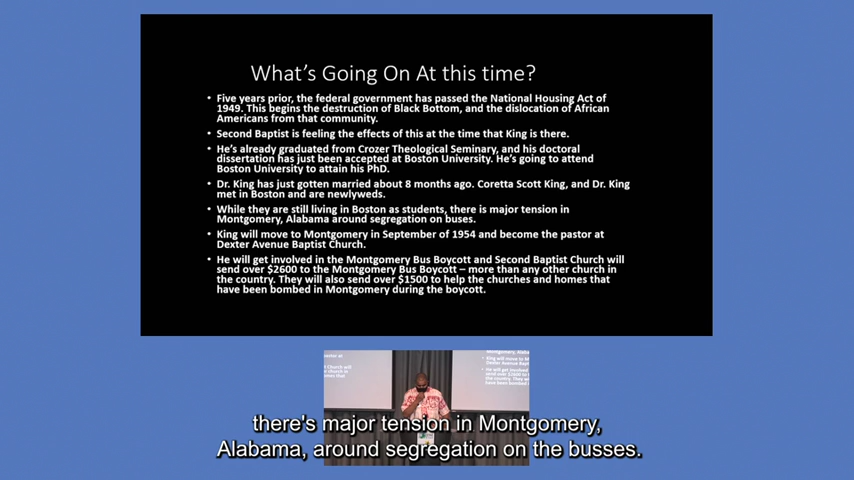 What's Going On At this time?
• Five years prior, the federal government has passed the National Housing Act of
1949. This begins the destruction of Black Bottom, and the dislocation of African
Americans from that community.
• Second Baptist is feeling the effects of this at the time that King is there.
• He's already graduated from Crozer Theological Seminary, and his doctoral
dissertation has just been accepted at Boston University. He's going to attend
Boston University to attain his PhD.
• Dr. King has just gotten married about 8 months ago. Coretta Scott King, and Dr. King
met in Boston and are newlyweds.
• While they are still living in Boston as students, there is major tension in
Montgomery, Alabama around segregation on buses.
• King will move to Montgomery in September of 1954 and become the pastor at
Dexter Avenue Baptist Church.
• He will get involved in the Montgomery Bus Boycott and Second Baptist Church will
send over $2600 to the Montgomery Bus Boycott – more than any other church in
the country. They will also send over $1500 to help the churches and homes that
have been bombed in Montgomery during the boycott.
there's major tension in Montgomery,
Alabama, around segregation on the busses.